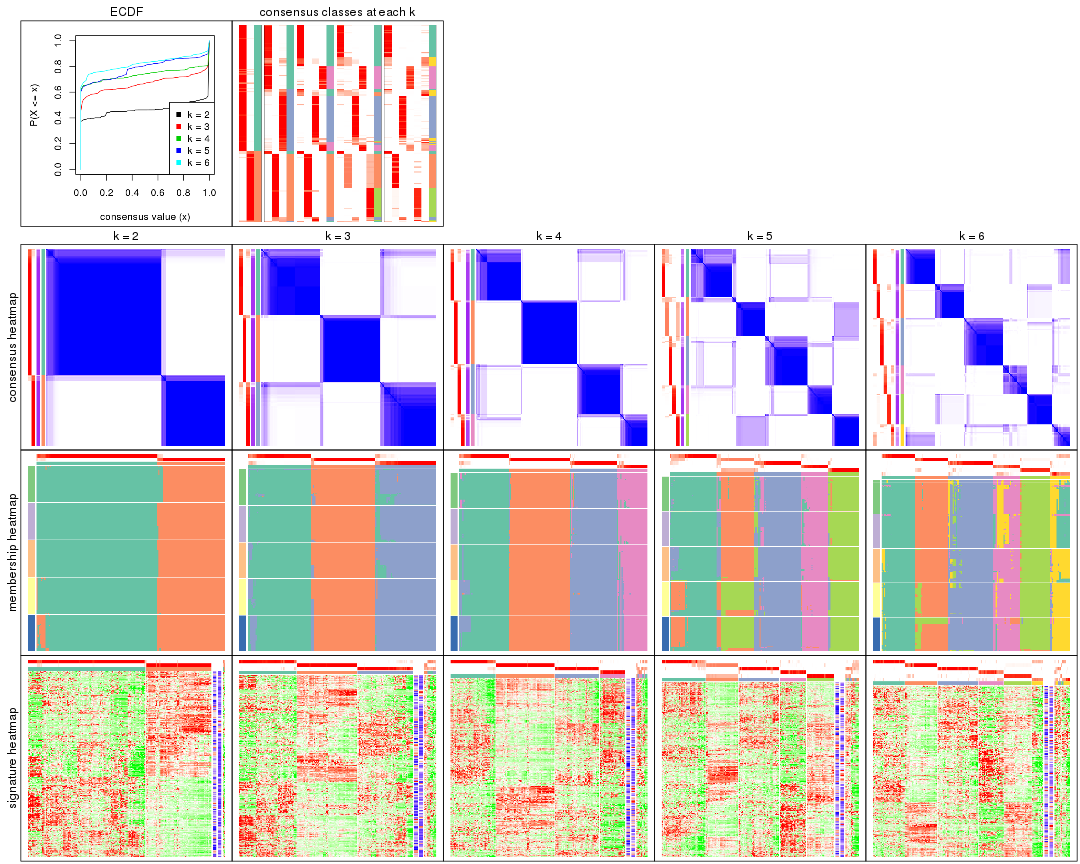 ECDF
consensus classes at each k
P(X <= x)
0.0 0.2 0.4 0.6 0.8 1.0
k = 2
k = 3
k = 4
k = 5
k = 6
0.0 0.2 0.4 0.6 0.8 1.0
consensus value (x)
k = 2
k = 3
k = 4
k = 5
k = 6
consensus heatmap
membership heatmap
signature heatmap